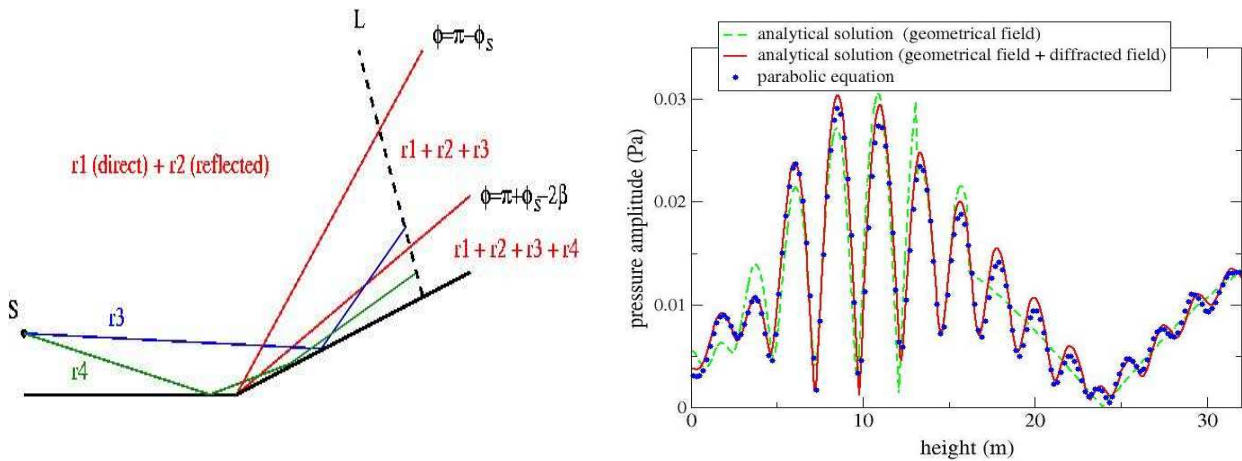 L
ϕ=π−ϕs
r1 (direct) + r2 (reflected)
r1 + r2 + r3
ϕ=π+ϕs−2β
r1 + r2 + r3 + r4
S
r3
r4
analytical solution (geometrical field)
analytical solution (geometrical field + diffracted field)
parabolic equation
pressure amplitude (Pa)
0.03
0.02
0.01
0
0
10
20
30
height (m)